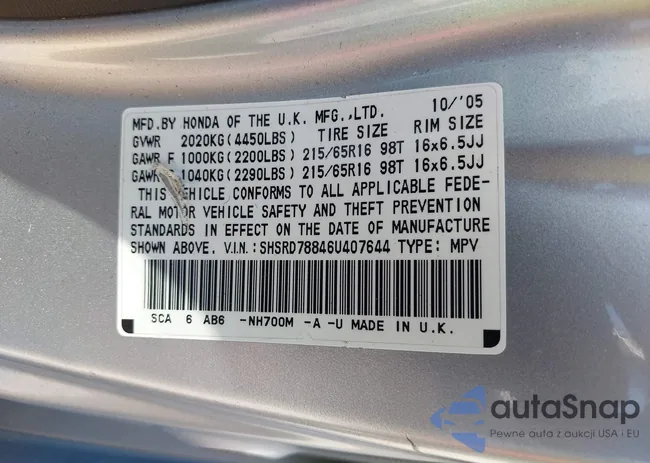 MFD.BY HONDA OF THE U.K. MFG.,LTD. 10/'05
GVWR 2020KG(4450LBS) TIRE SIZE RIM SIZE
GAWR F 1000KG(2200LBS) 215/65R16 98T 16x6.5JJ
GAWR 1040KG(2290LBS) 215/65R16 98T 16x6.5JJ
THIS VEHICLE CONFORMS TO ALL APPLICABLE FEDE-
RAL MOTOR VEHICLE SAFETY AND THEFT PREVENTION
STANDARDS IN EFFECT ON THE DATE OF MANUFACTURE
SHOWN ABOVE. V.I.N.: SHSRD78846U407644 TYPE: MPV
SCA 6 AB6 -NH700M -A -U MADE IN U.K.
autaSnap
Pewne auta z aukcji USA i EU